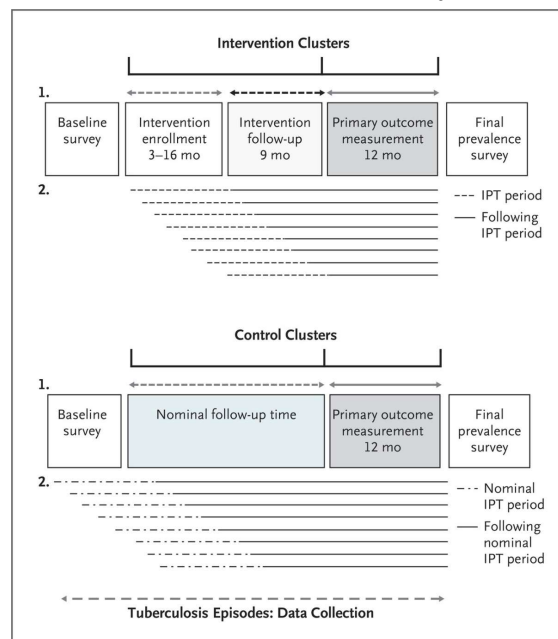 Intervention Clusters
1.
Baseline
survey
Intervention
enrollment
3–16 mo
Intervention
follow-up
9 mo
Primary outcome
measurement
12 mo
Final
prevalence
survey
2.
IPT period
Following
IPT period
Control Clusters
1.
Baseline
survey
Nominal follow-up time
Primary outcome
measurement
12 mo
Final
prevalence
survey
2.
Nominal
IPT period
Following
nominal
IPT period
Tuberculosis Episodes: Data Collection